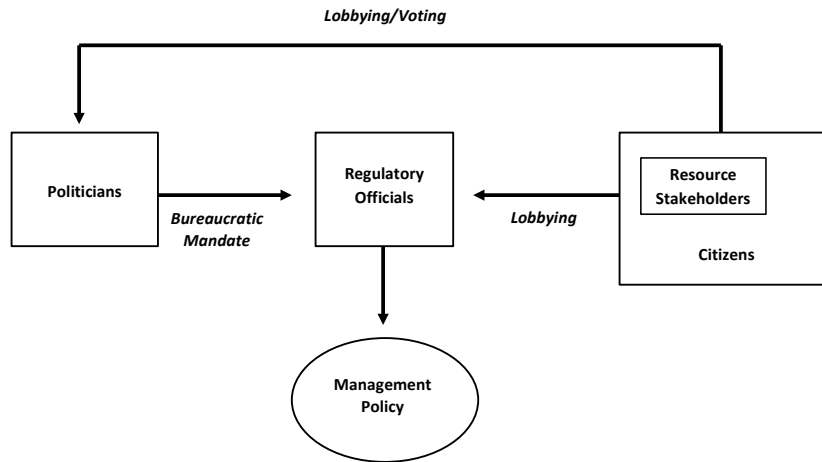 Lobbying/Voting
Politicians
Bureaucratic
Mandate
Regulatory
Officials
Lobbying
Resource
Stakeholders
Citizens
Management
Policy